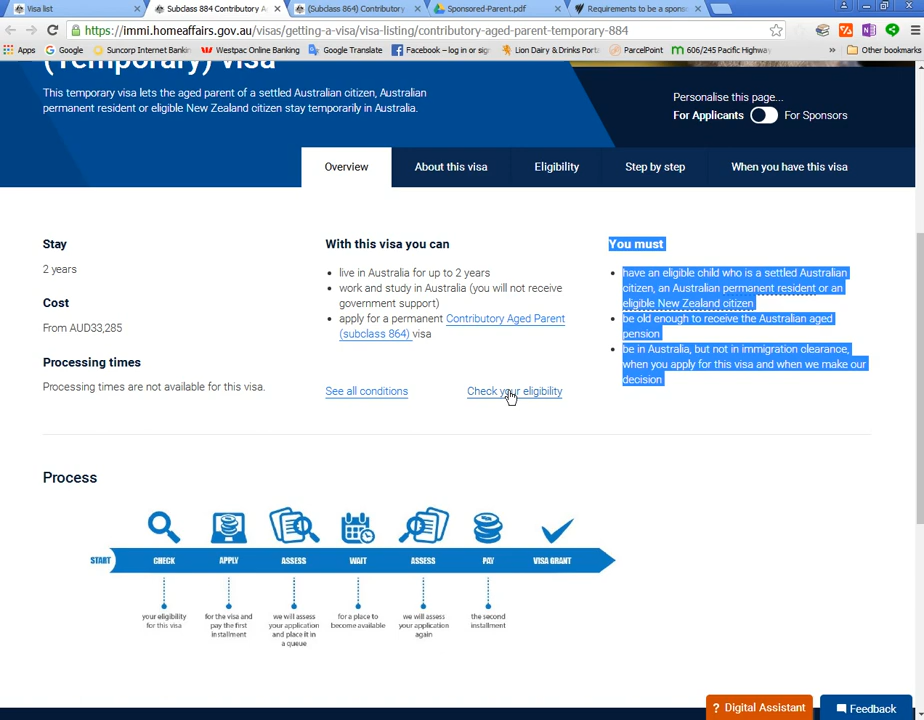 Visa list
Subclass 884 Contributory A
(Subclass 864) Contributory
Sponsored-Parent.pdf
Requirements to be a sponso
https://immi.homeaffairs.gov.au/visas/getting-a-visa/visa-listing/contributory-aged-parent-temporary-884
Apps
Google
Suncorp Internet Bankin
Westpac Online Banking
Google Translate
Facebook – log in or sign
Lion Dairy & Drinks Porta
ParcelPoint
606/245 Pacific Highway
»
Other bookmarks
(Temporary) visa
This temporary visa lets the aged parent of a settled Australian citizen, Australian
permanent resident or eligible New Zealand citizen stay temporarily in Australia.
Personalise this page...
For Applicants
For Sponsors
Overview
About this visa
Eligibility
Step by step
When you have this visa
Stay
2 years
Cost
From AUD33,285
Processing times
Processing times are not available for this visa.
With this visa you can
• live in Australia for up to 2 years
• work and study in Australia (you will not receive
government support)
• apply for a permanent Contributory Aged Parent
(subclass 864) visa
See all conditions
Check your eligibility
You must
• have an eligible child who is a settled Australian
citizen, an Australian permanent resident or an
eligible New Zealand citizen
• be old enough to receive the Australian aged
pension
• be in Australia, but not in immigration clearance,
when you apply for this visa and when we make our
decision
Process
START
CHECK
APPLY
ASSESS
WAIT
ASSESS
PAY
VISA GRANT
your eligibility
for this visa
for the visa and
pay the first
installment
we will assess
your application
and place it in
a queue
for a place to
become available
we will assess
your application
again
the second
installment
? Digital Assistant
Feedback